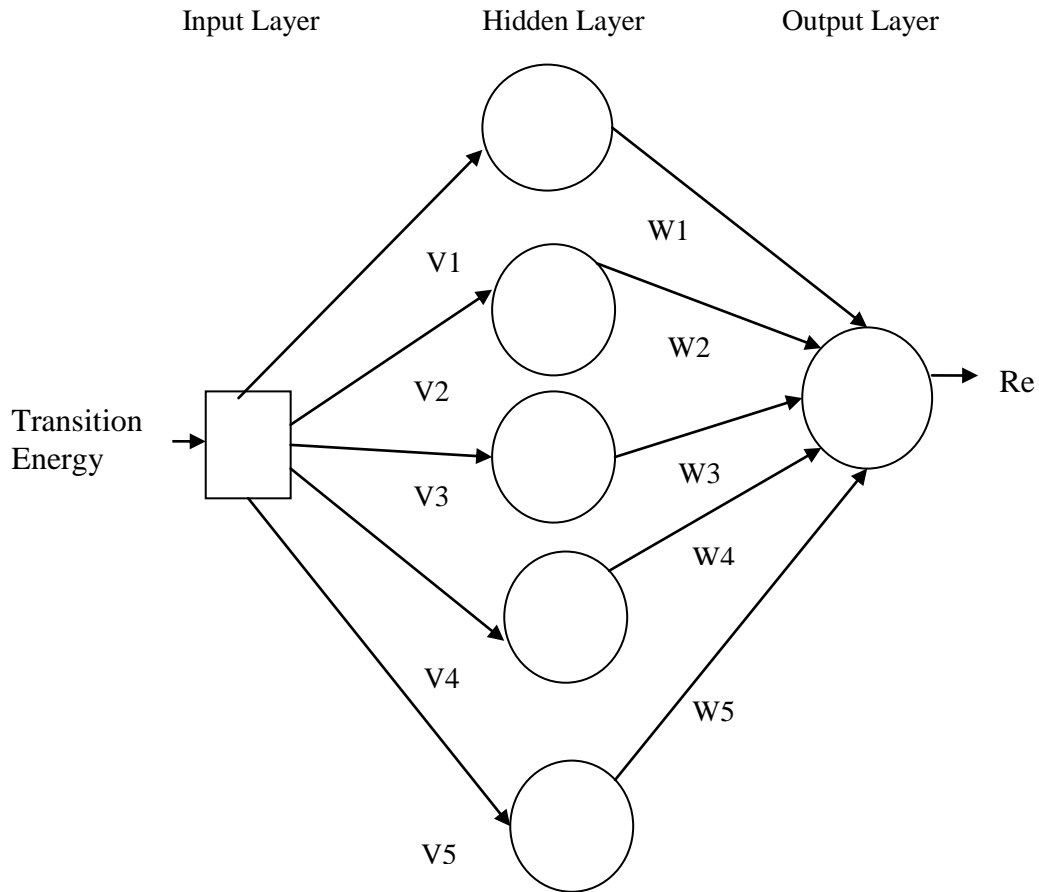 Input Layer
Hidden Layer
Output Layer
W1
V1
W2
Re
V2
Transition
Energy
W3
V3
W4
V4
W5
V5